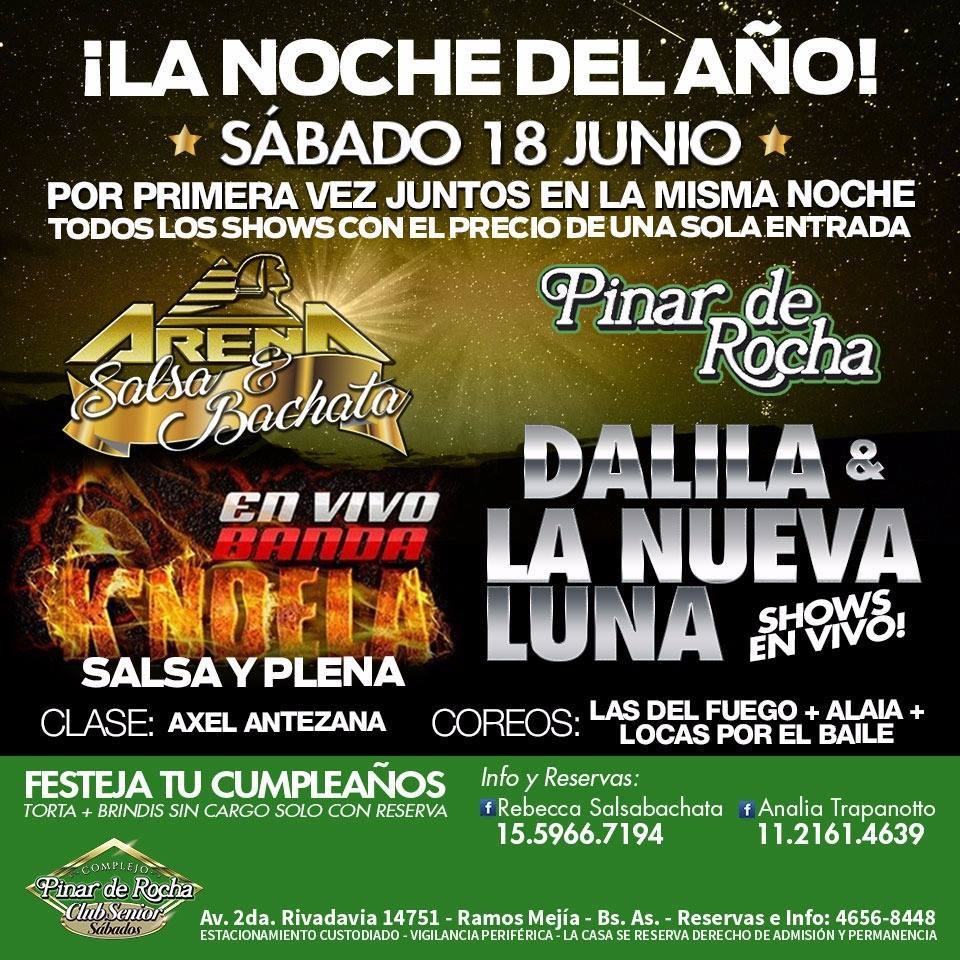 ¡LA NOCHE DEL AÑO!
SÁBADO 18 JUNIO
POR PRIMERA VEZ JUNTOS EN LA MISMA NOCHE
TODOS LOS SHOWS CON EL PRECIO DE UNA SOLA ENTRADA
ARENA
Salsa &
Bachata
Pinar de
Rocha
EN VIVO
BANDA
K'NDELA
SALSA Y PLENA
DALILA &
LA NUEVA
LUNA
SHOWS
EN VIVO!
CLASE: AXEL ANTEZANA
COREOS: LAS DEL FUEGO + ALAIA +
LOCAS POR EL BAILE
FESTEJA TU CUMPLEAÑOS
TORTA + BRINDIS SIN CARGO SOLO CON RESERVA
Info y Reservas:
f Rebecca Salsabachata
15.5966.7194
f Analia Trapanotto
11.2161.4639
COMPLEJO
Pinar de Rocha
Club Senior
Sábados
Av. 2da. Rivadavia 14751 - Ramos Mejía - Bs. As. - Reservas e Info: 4656-8448
ESTACIONAMIENTO CUSTODIADO - VIGILANCIA PERIFÉRICA - LA CASA SE RESERVA DERECHO DE ADMISIÓN Y PERMANENCIA